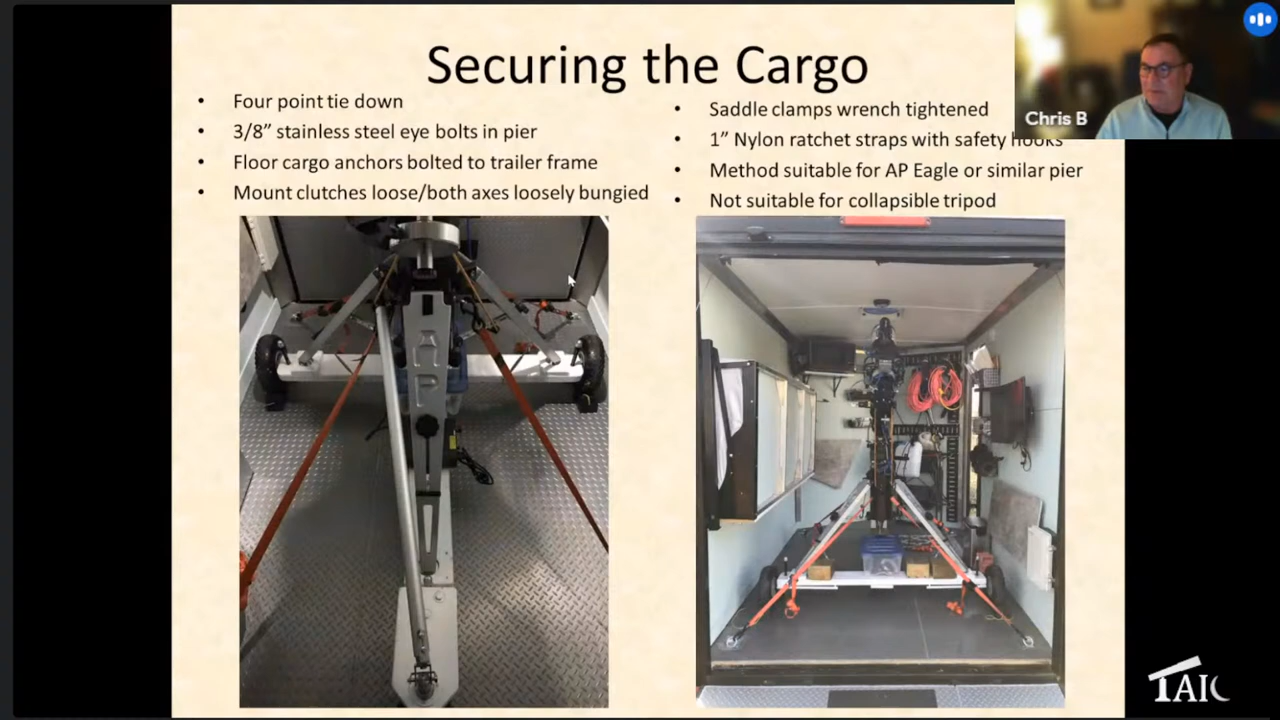 Securing the Cargo
• Four point tie down
• 3/8” stainless steel eye bolts in pier
• Floor cargo anchors bolted to trailer frame
• Mount clutches loose/both axes loosely bungied
• Saddle clamps wrench tightened
• 1” Nylon ratchet straps with safety hooks
• Method suitable for AP Eagle or similar pier
• Not suitable for collapsible tripod
Chris B
TAIC